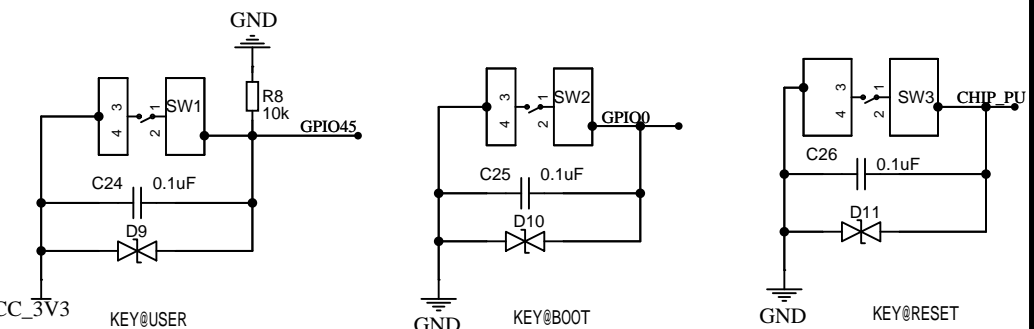 GND
3
4
1
2
SW1
R8
10k
GPIO45
C24
0.1uF
D9
CC_3V3
KEY@USER
3
4
1
2
SW2
GPIO0
C25
0.1uF
D10
GND
KEY@BOOT
3
4
1
2
SW3
CHIP_PU
C26
0.1uF
D11
GND
KEY@RESET